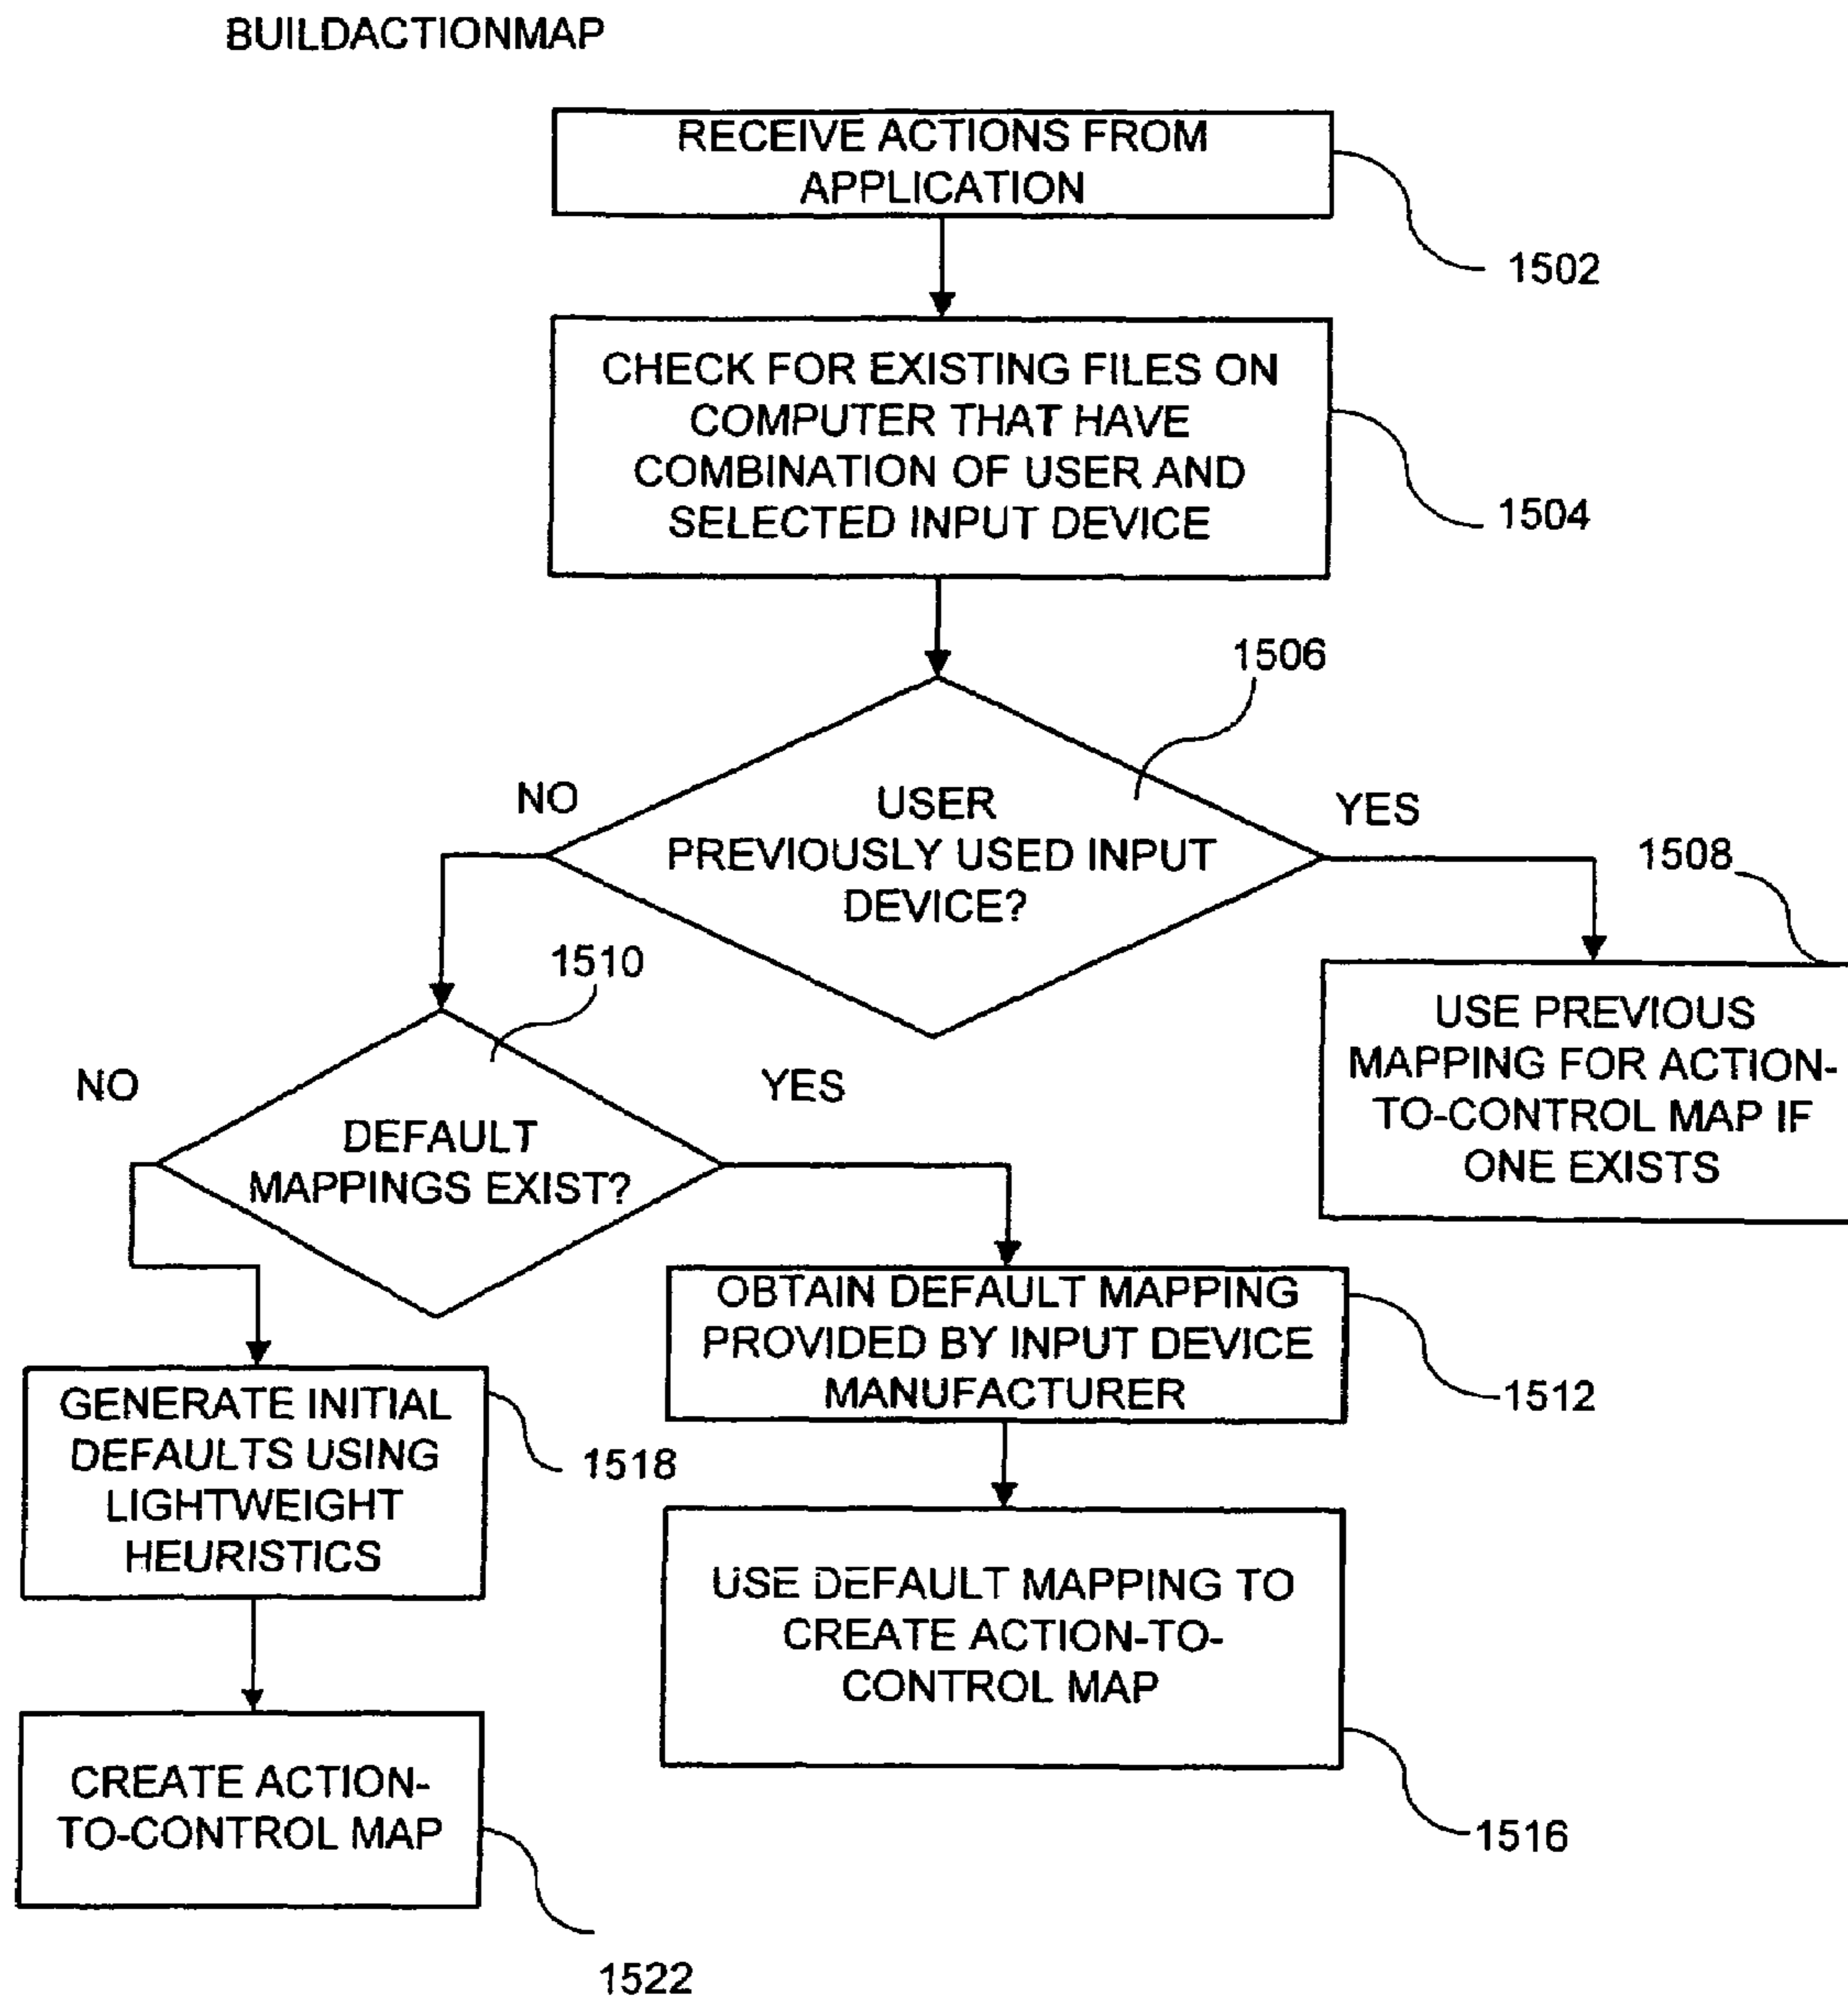 BUILDACTIONMAP
RECEIVE ACTIONS FROM
APPLICATION
1502
CHECK FOR EXISTING FILES ON
COMPUTER THAT HAVE
COMBINATION OF USER AND
SELECTED INPUT DEVICE
1504
1506
NO
USER
PREVIOUSLY USED INPUT
DEVICE?
YES
1508
USE PREVIOUS
MAPPING FOR ACTION-
TO-CONTROL MAP IF
ONE EXISTS
1510
NO
DEFAULT
MAPPINGS EXIST?
YES
OBTAIN DEFAULT MAPPING
PROVIDED BY INPUT DEVICE
MANUFACTURER
1512
GENERATE INITIAL
DEFAULTS USING
LIGHTWEIGHT
HEURISTICS
1518
USE DEFAULT MAPPING TO
CREATE ACTION-TO-
CONTROL MAP
1516
CREATE ACTION-
TO-CONTROL MAP
1522